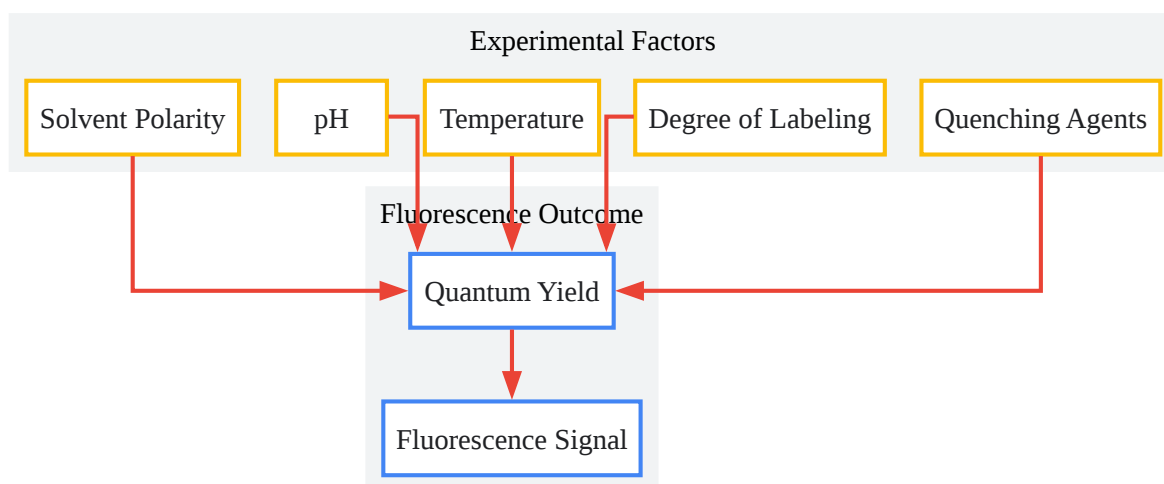 Experimental Factors
Solvent Polarity
pH
Temperature
Degree of Labeling
Quenching Agents
Fluorescence Outcome
Quantum Yield
Fluorescence Signal